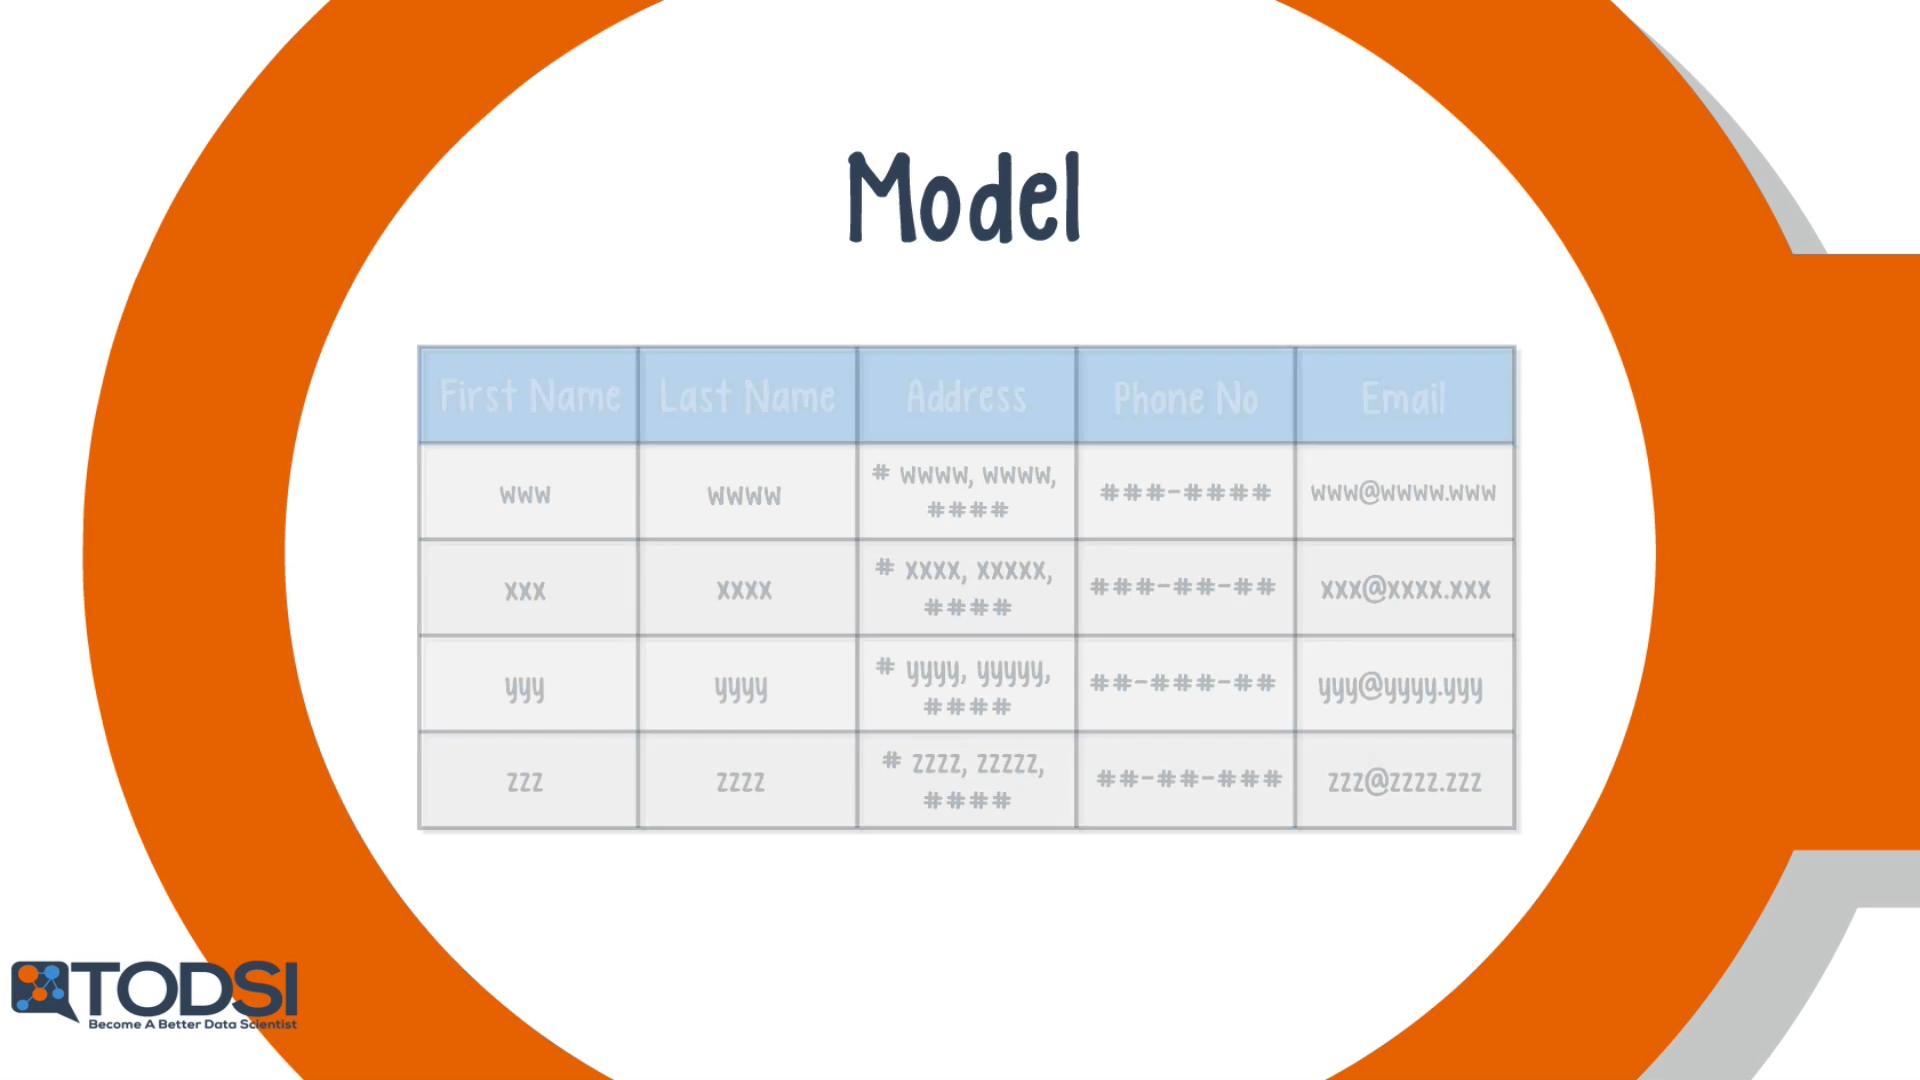 Model
First Name Last Name Address Phone No Email
www wwww # wwww, wwww, #### ###-#### www@wwww.www
xxx xxxx # xxxx, xxxxx, #### ###-##-## xxx@xxxx.xxx
yyy yyyy # yyyy, yyyyy, #### ##-###-## yyy@yyyy.yyy
zzz zzzz # zzzz, zzzzz, #### ##-##-### zzz@zzzz.zzz
TODSI
Become A Better Data Scientist